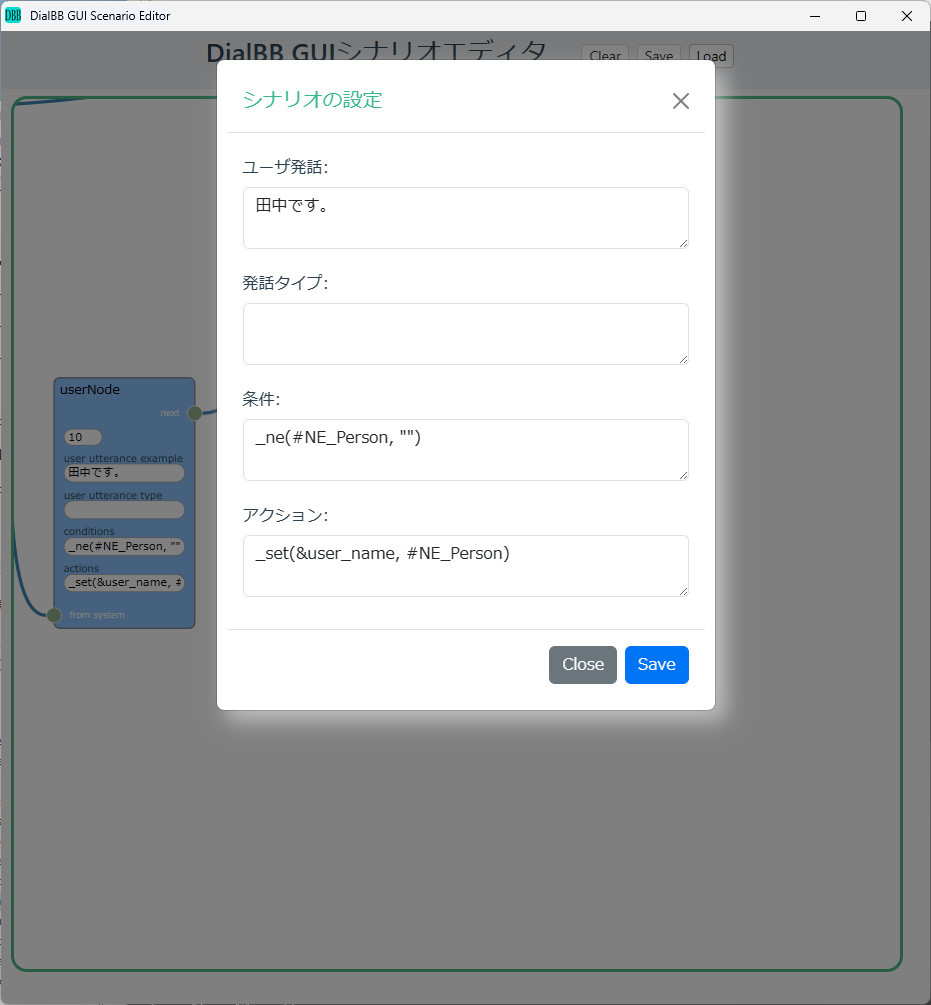 DBB DialBB GUI Scenario Editor
DialBB GUIシナリオエディタ
Clear Save Load
シナリオの設定
ユーザ発話:
田中です。
発話タイプ:
条件:
_ne(#NE_Person, "")
アクション:
_set(&user_name, #NE_Person)
Close Save
userNode
next
10
user utterance example
田中です。
user utterance type
conditions
_ne(#NE_Person, ""
actions
_set(&user_name, #
from system